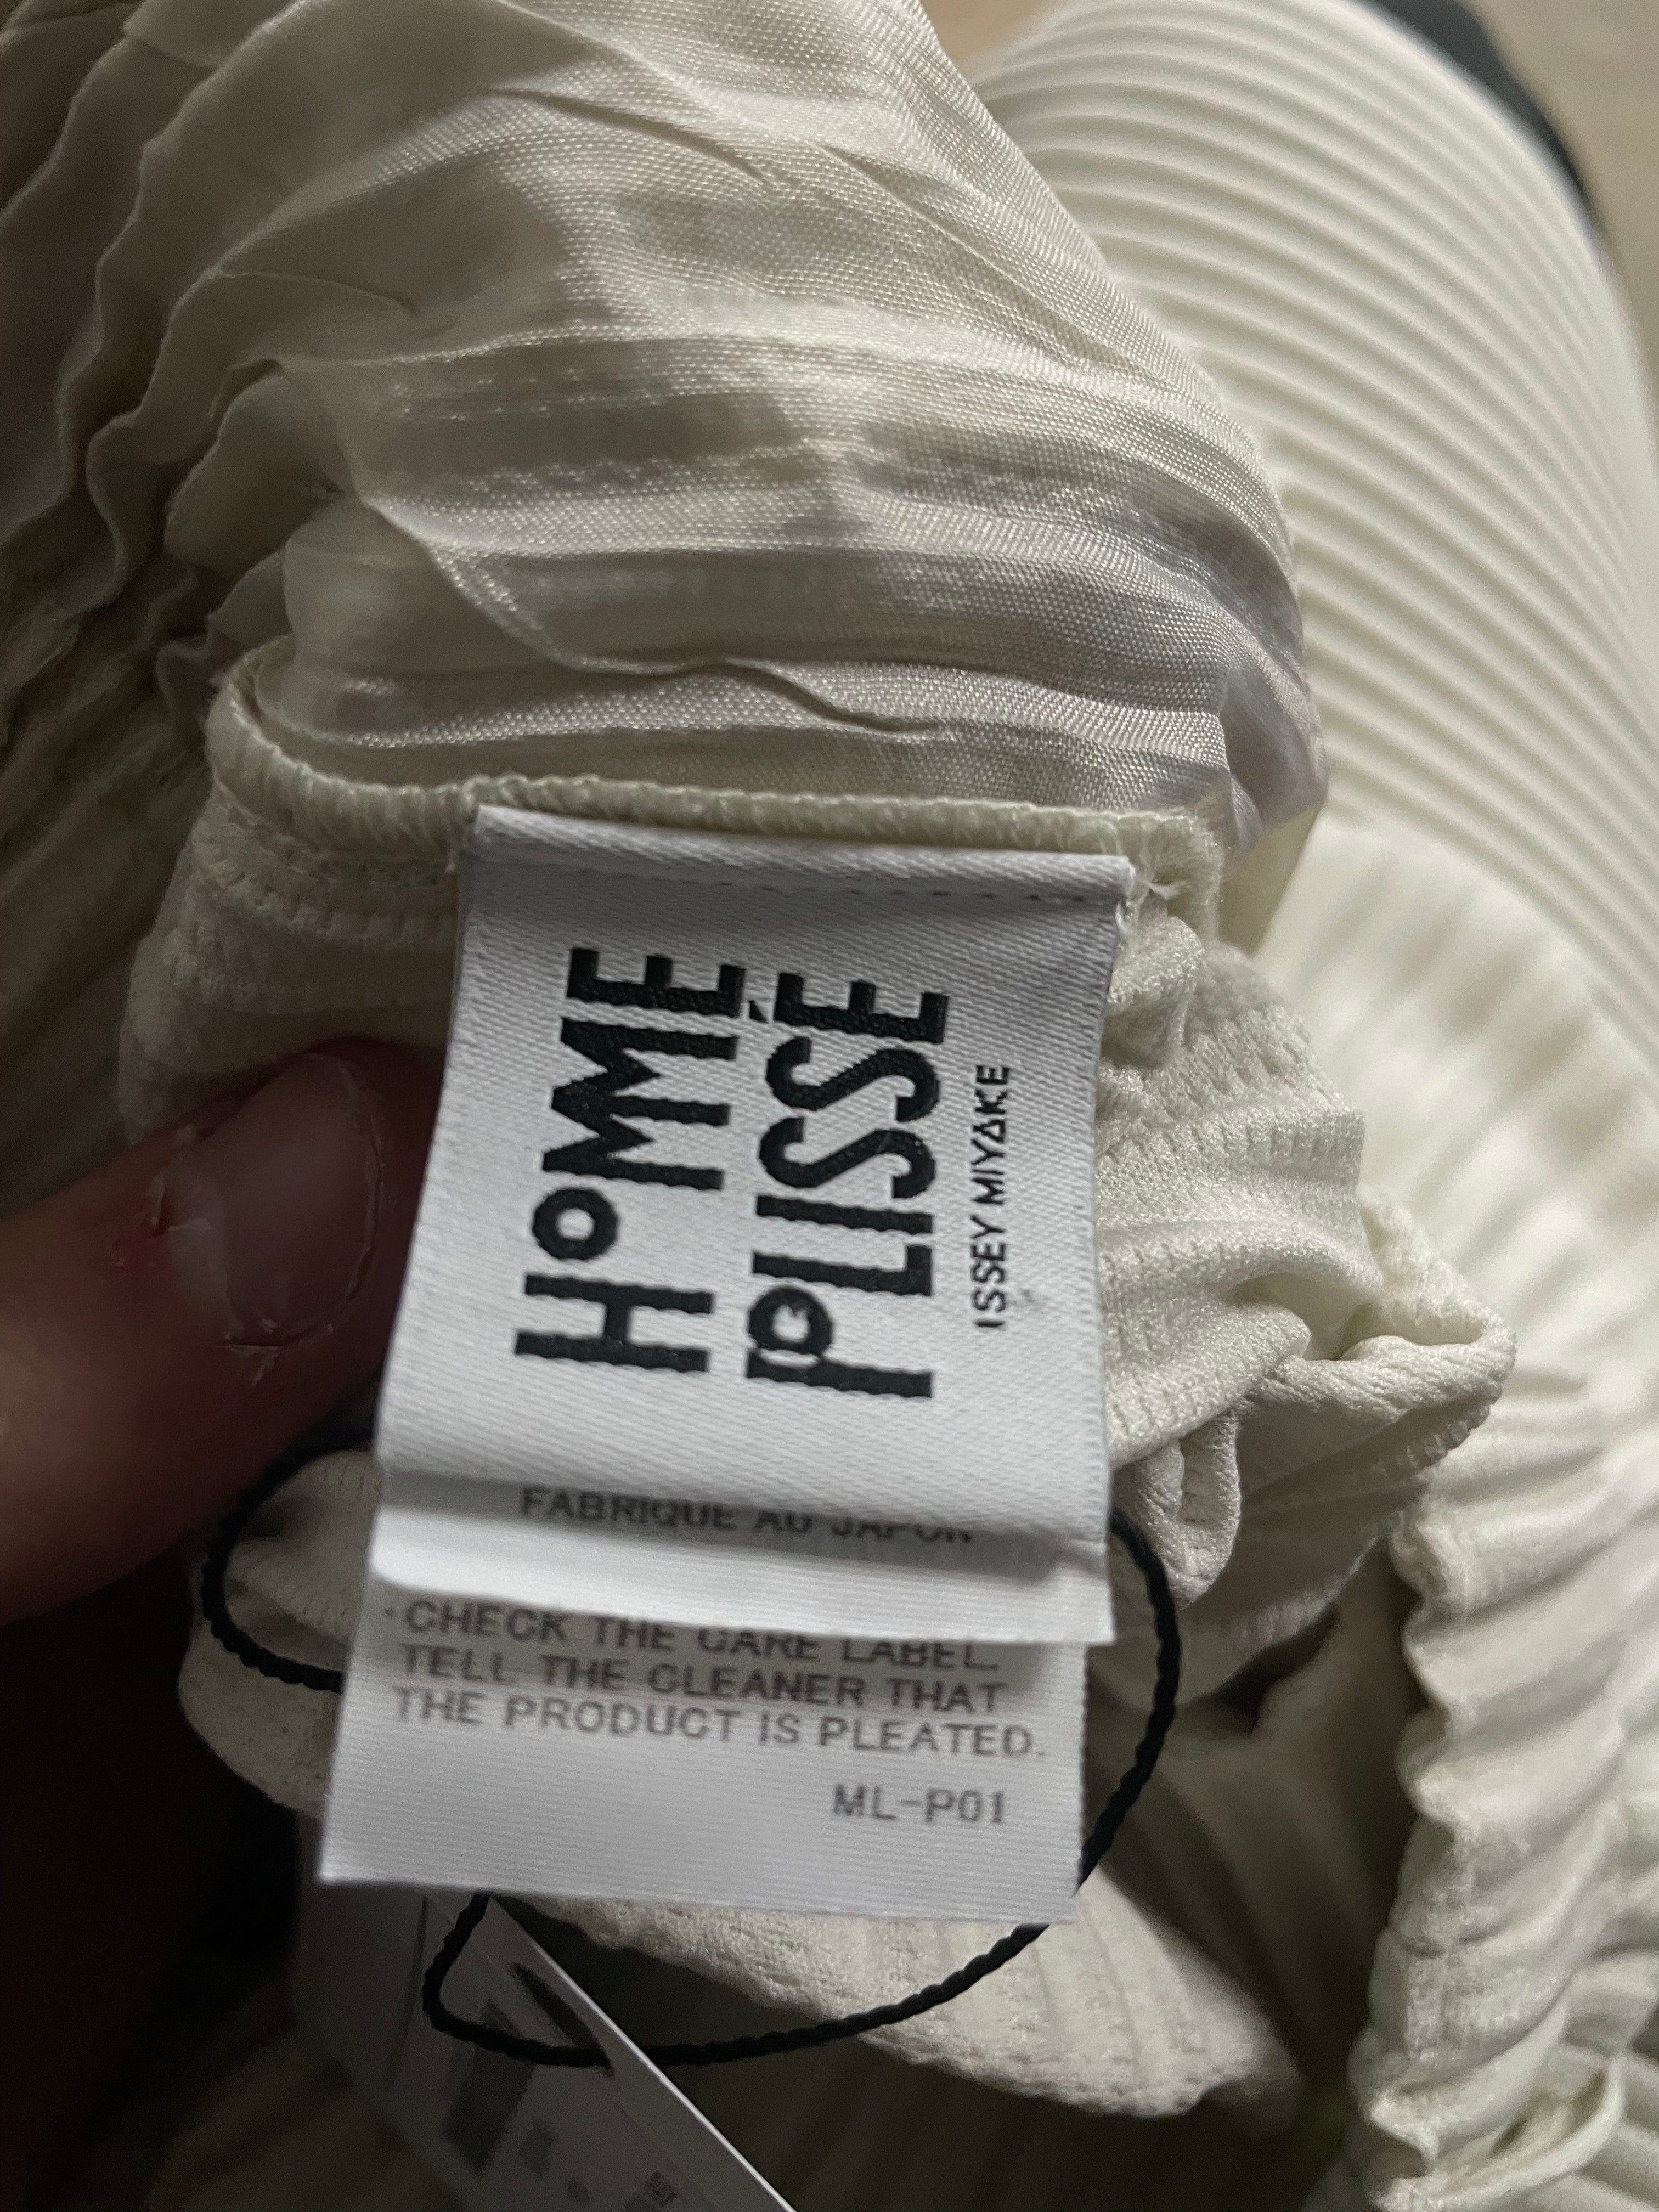 HOMME
PLISSÉ
ISSEY MIYAKE
FABRIQUE AU JAPON
·CHECK THE CARE LABEL.
TELL THE CLEANER THAT
THE PRODUCT IS PLEATED.
ML-P01